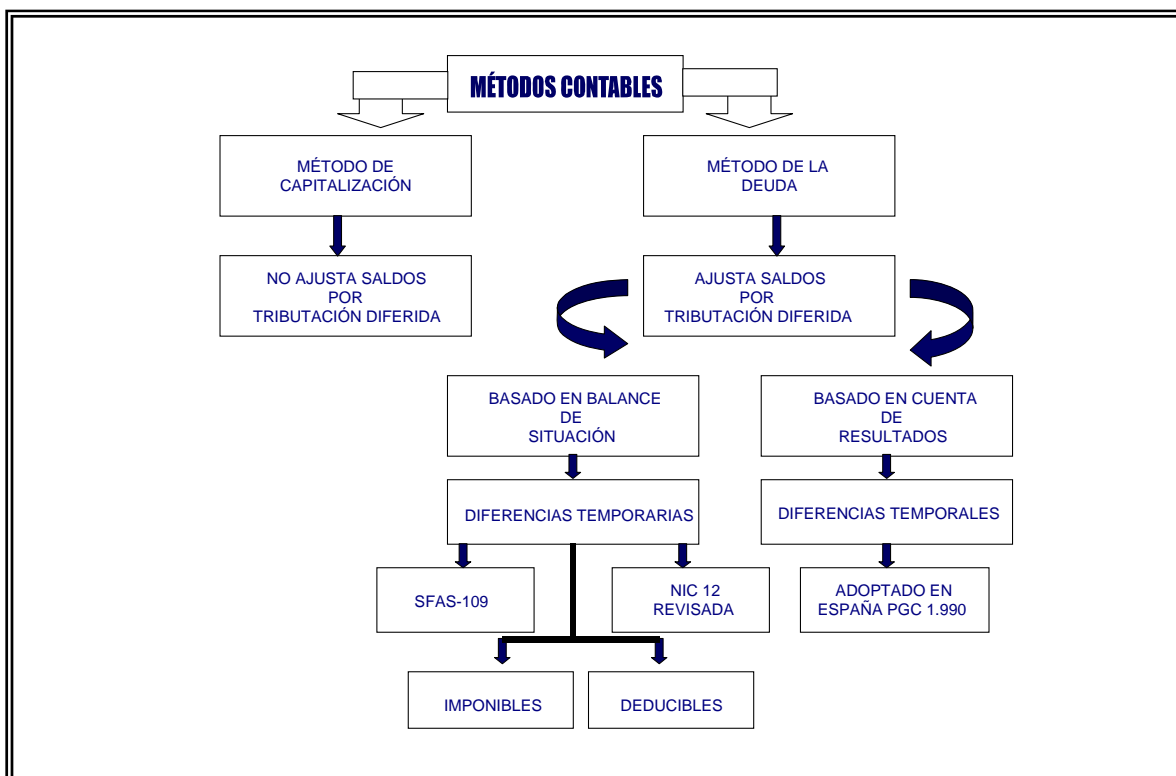 MÉTODOS CONTABLES
MÉTODO DE
CAPITALIZACIÓN
MÉTODO DE LA
DEUDA
NO AJUSTA SALDOS
POR
TRIBUTACIÓN DIFERIDA
AJUSTA SALDOS
POR
TRIBUTACIÓN DIFERIDA
BASADO EN BALANCE
DE
SITUACIÓN
BASADO EN CUENTA
DE
RESULTADOS
DIFERENCIAS TEMPORARIAS
DIFERENCIAS TEMPORALES
SFAS-109
NIC 12
REVISADA
ADOPTADO EN
ESPAÑA PGC 1.990
IMPONIBLES
DEDUCIBLES